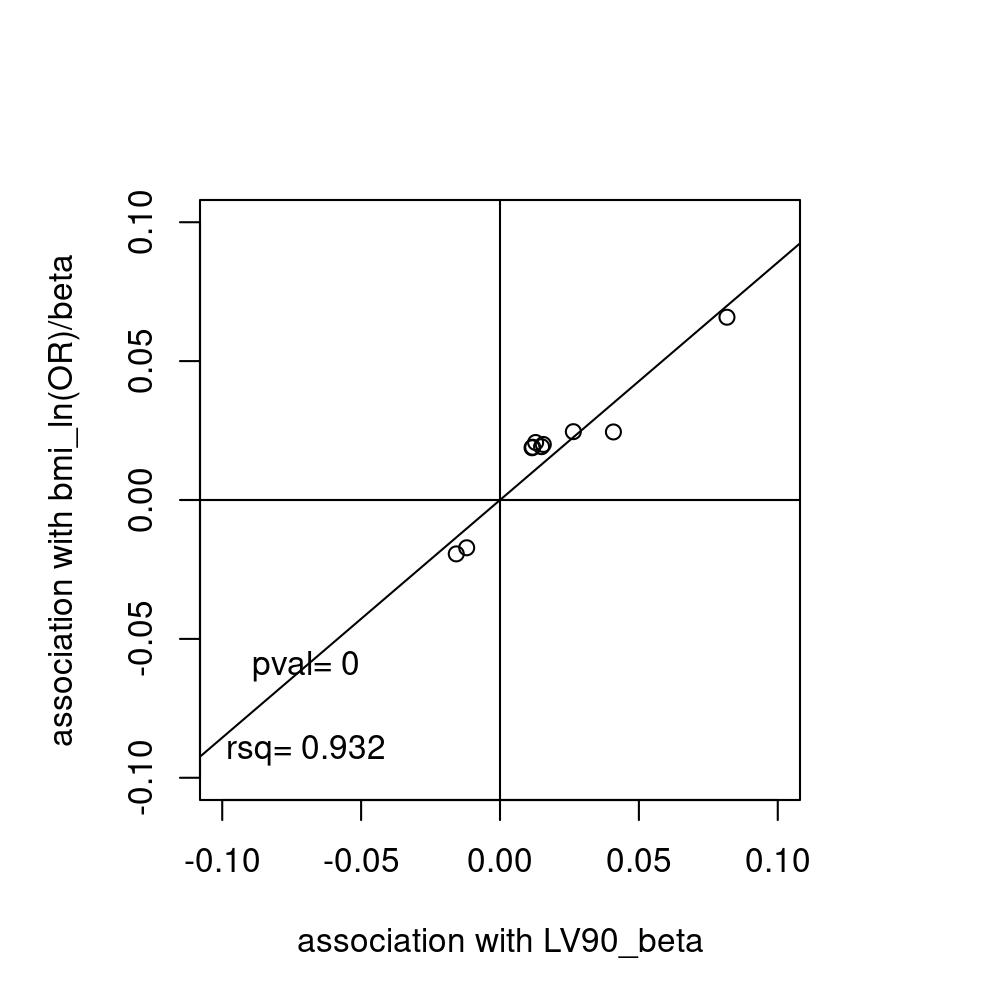 association with bmi_ln(OR)/beta
0.10
0.05
0.00
-0.05
-0.10
pval= 0
rsq= 0.932
-0.10 -0.05 0.00 0.05 0.10
association with LV90_beta